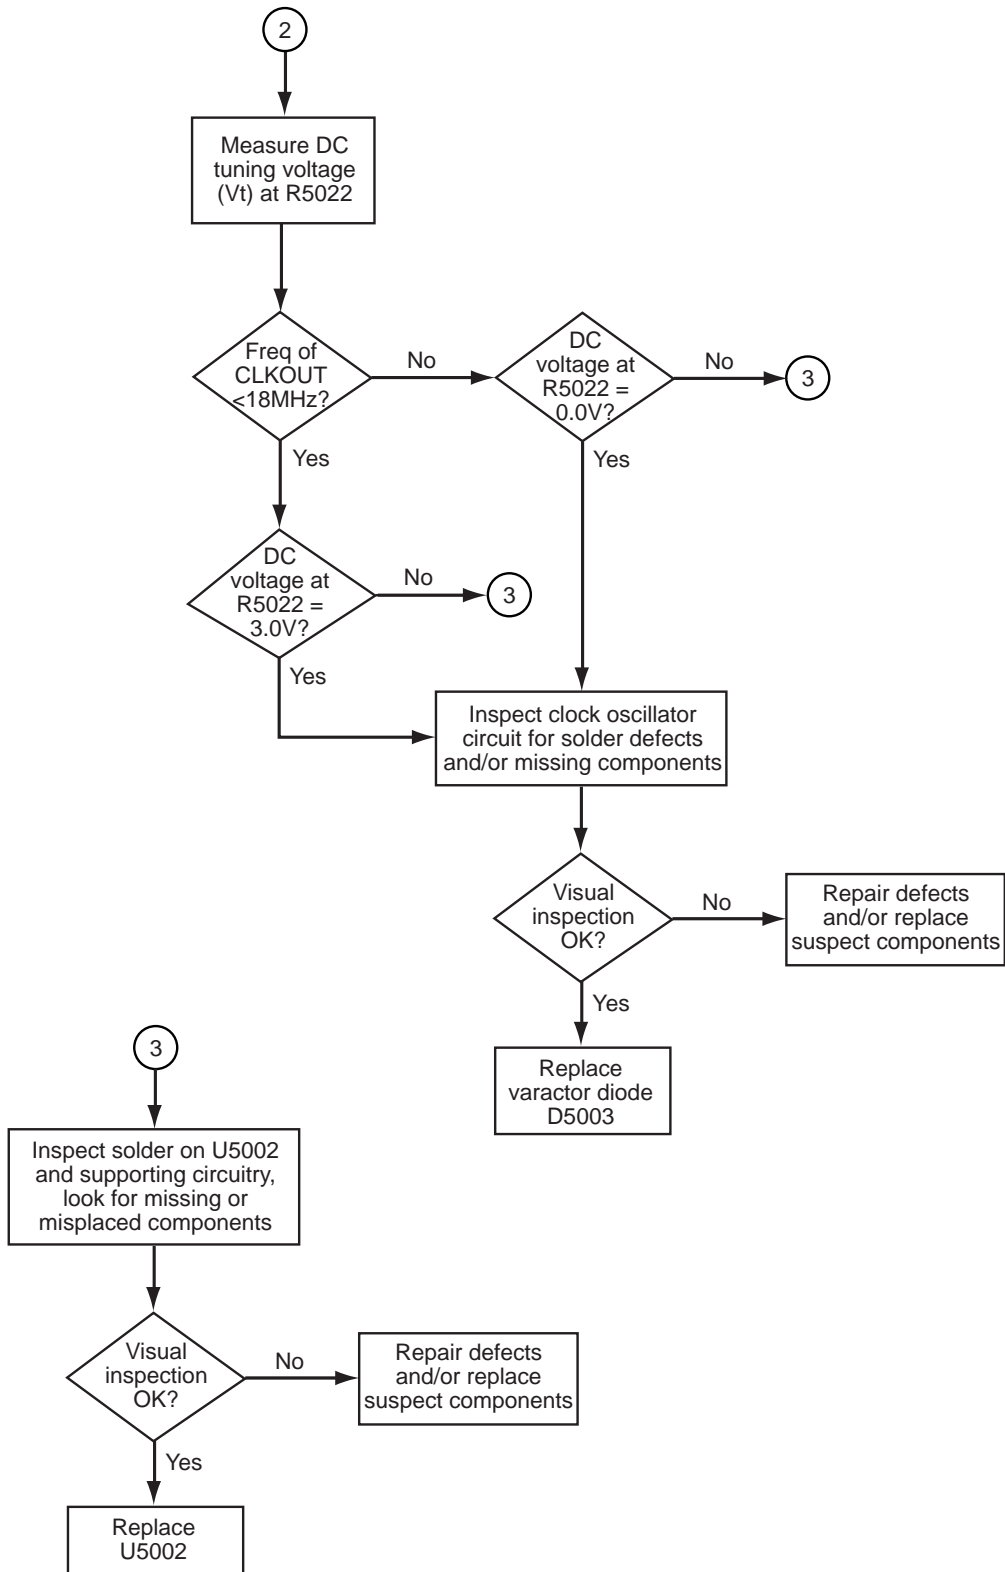 2
Measure DC
tuning voltage
(Vt) at R5022
Freq of
CLKOUT
<18MHz?
No
DC
voltage at
R5022 =
0.0V?
No
3
Yes
Yes
DC
voltage at
R5022 =
3.0V?
No
3
Yes
Inspect clock oscillator
circuit for solder defects
and/or missing components
Visual
inspection
OK?
No
Repair defects
and/or replace
suspect components
Yes
Replace
varactor diode
D5003
3
Inspect solder on U5002
and supporting circuitry,
look for missing or
misplaced components
Visual
inspection
OK?
No
Repair defects
and/or replace
suspect components
Yes
Replace
U5002